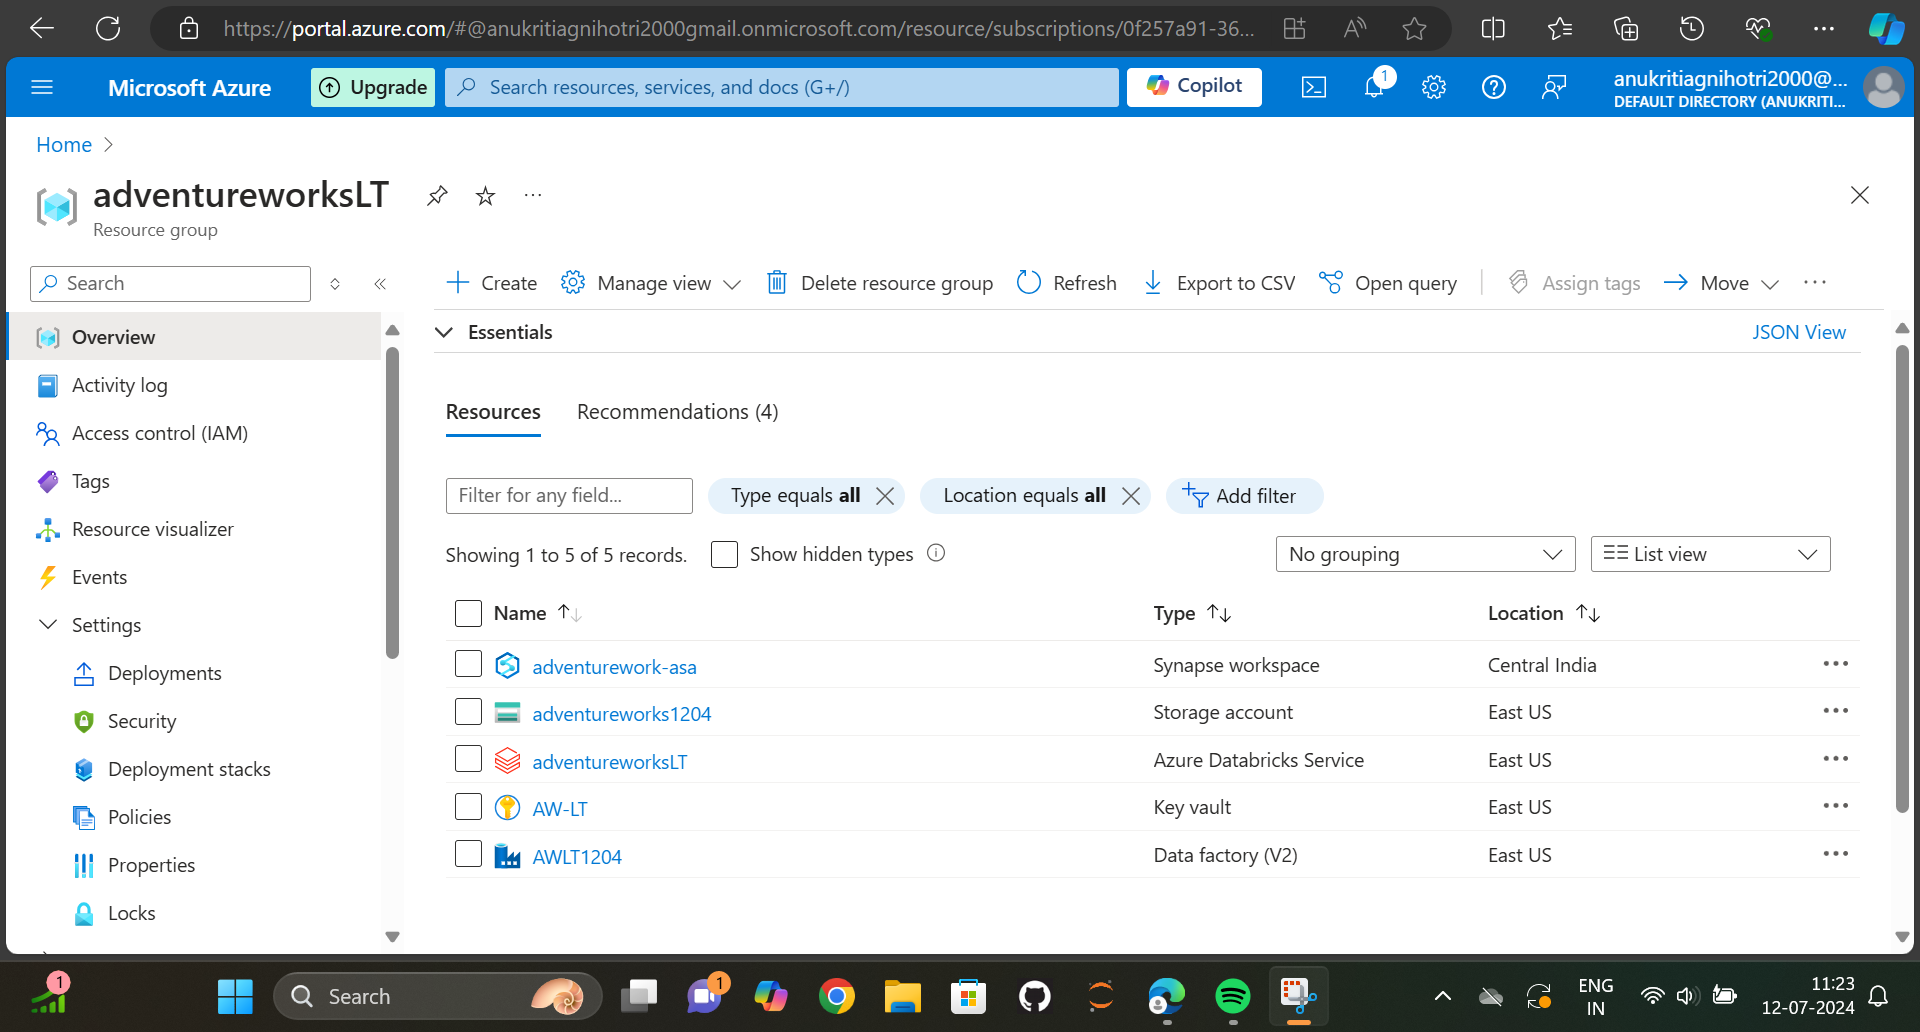 https://portal.azure.com/#@anukritiagnihotri2000gmail.onmicrosoft.com/resource/subscriptions/0f257a91-36...
Microsoft Azure
Upgrade
Search resources, services, and docs (G+/)
Copilot
1
anukritiagnihotri2000@...
DEFAULT DIRECTORY (ANUKRITI...
Home
adventureworksLT
Resource group
Search
Create
Manage view
Delete resource group
Refresh
Export to CSV
Open query
Assign tags
Move
Overview
Activity log
Access control (IAM)
Tags
Resource visualizer
Events
Settings
Deployments
Security
Deployment stacks
Policies
Properties
Locks
Essentials
JSON View
Resources
Recommendations (4)
Filter for any field...
Type equals all
Location equals all
Add filter
Showing 1 to 5 of 5 records.
Show hidden types
No grouping
List view
Name
Type
Location
adventurework-asa
Synapse workspace
Central India
adventureworks1204
Storage account
East US
adventureworksLT
Azure Databricks Service
East US
AW-LT
Key vault
East US
AWLT1204
Data factory (V2)
East US
1
Search
1
ENG
IN
11:23
12-07-2024